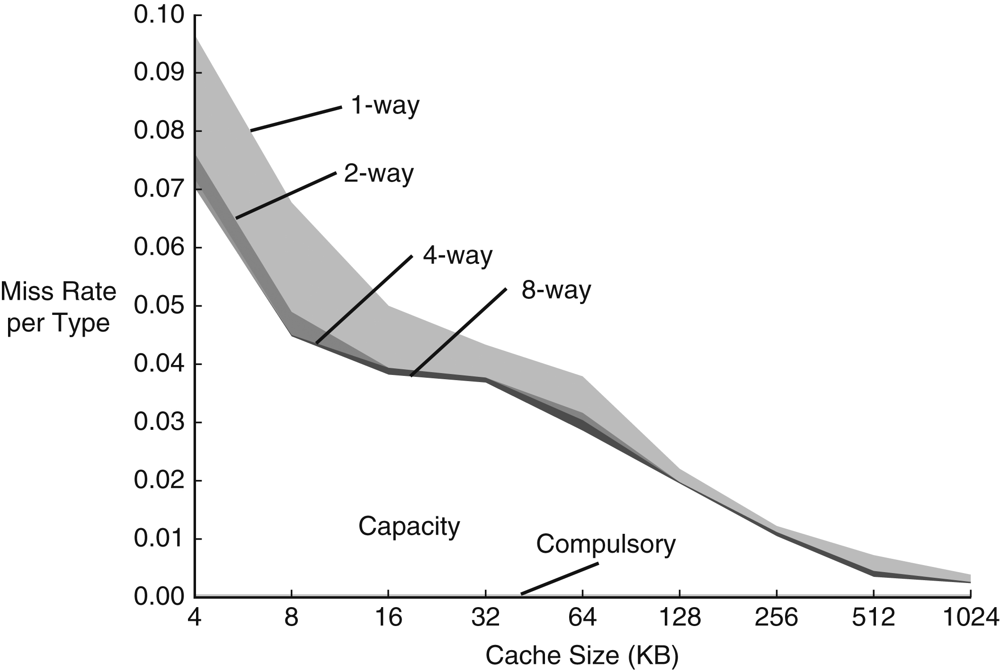 0.10
0.09
0.08
0.07
0.06
0.05
0.04
0.03
0.02
0.01
0.00
Miss Rate
per Type
1-way
2-way
4-way
8-way
Capacity
Compulsory
4 8 16 32 64 128 256 512 1024
Cache Size (KB)